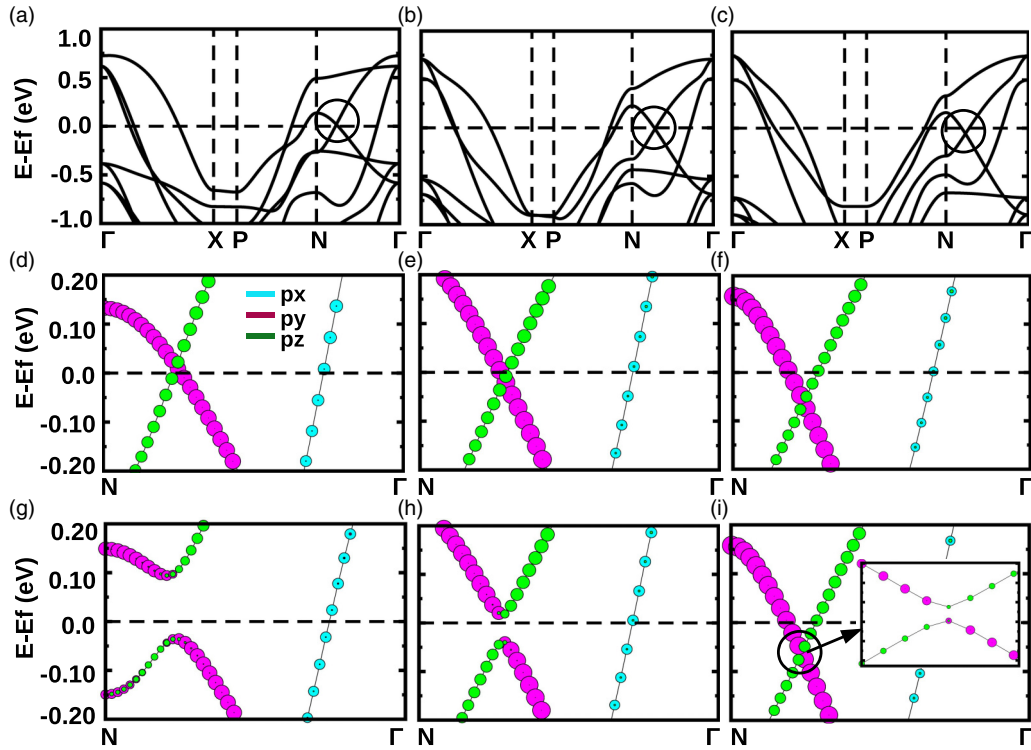 (a) (b) (c)
E-Ef (eV)
1.0
0.5
0.0
-0.5
-1.0
Γ X P N Γ X P N Γ X P N Γ
(d) (e) (f)
E-Ef (eV)
0.20
0.10
0.0
-0.10
-0.20
px
py
pz
N Γ N Γ N Γ
(g) (h) (i)
E-Ef (eV)
0.20
0.10
0.0
-0.10
-0.20
N Γ N Γ N Γ